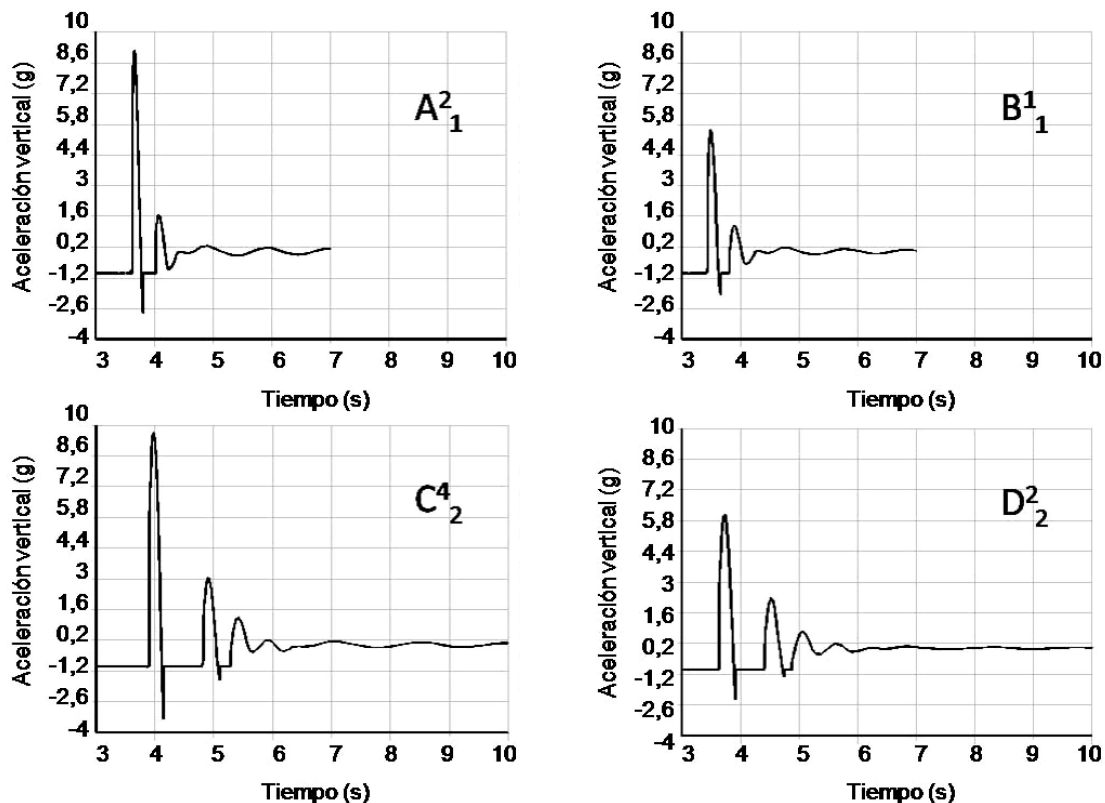 10
8,6
7,2
5,8
4,4
3
1,6
0,2
-1,2
-2,6
-4
Aceleración vertical (g)
A²₁
3 4 5 6 7 8 9 10
Tiempo (s)
10
8,6
7,2
5,8
4,4
3
1,6
0,2
-1,2
-2,6
-4
Aceleración vertical (g)
B¹₁
3 4 5 6 7 8 9 10
Tiempo (s)
10
8,6
7,2
5,8
4,4
3
1,6
0,2
-1,2
-2,6
-4
Aceleración vertical (g)
C⁴₂
3 4 5 6 7 8 9 10
Tiempo (s)
10
8,6
7,2
5,8
4,4
3
1,6
0,2
-1,2
-2,6
-4
Aceleración vertical (g)
D²₂
3 4 5 6 7 8 9 10
Tiempo (s)